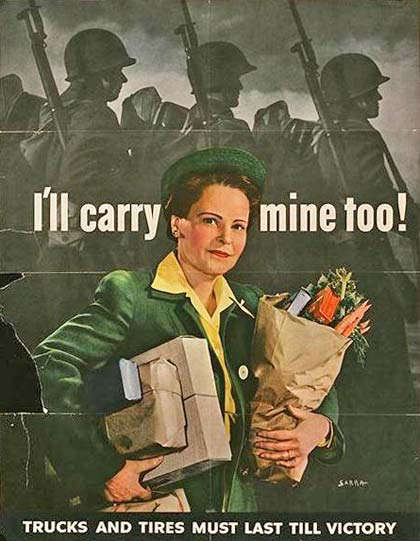 I'll carry mine too!
SARRA
TRUCKS AND TIRES MUST LAST TILL VICTORY